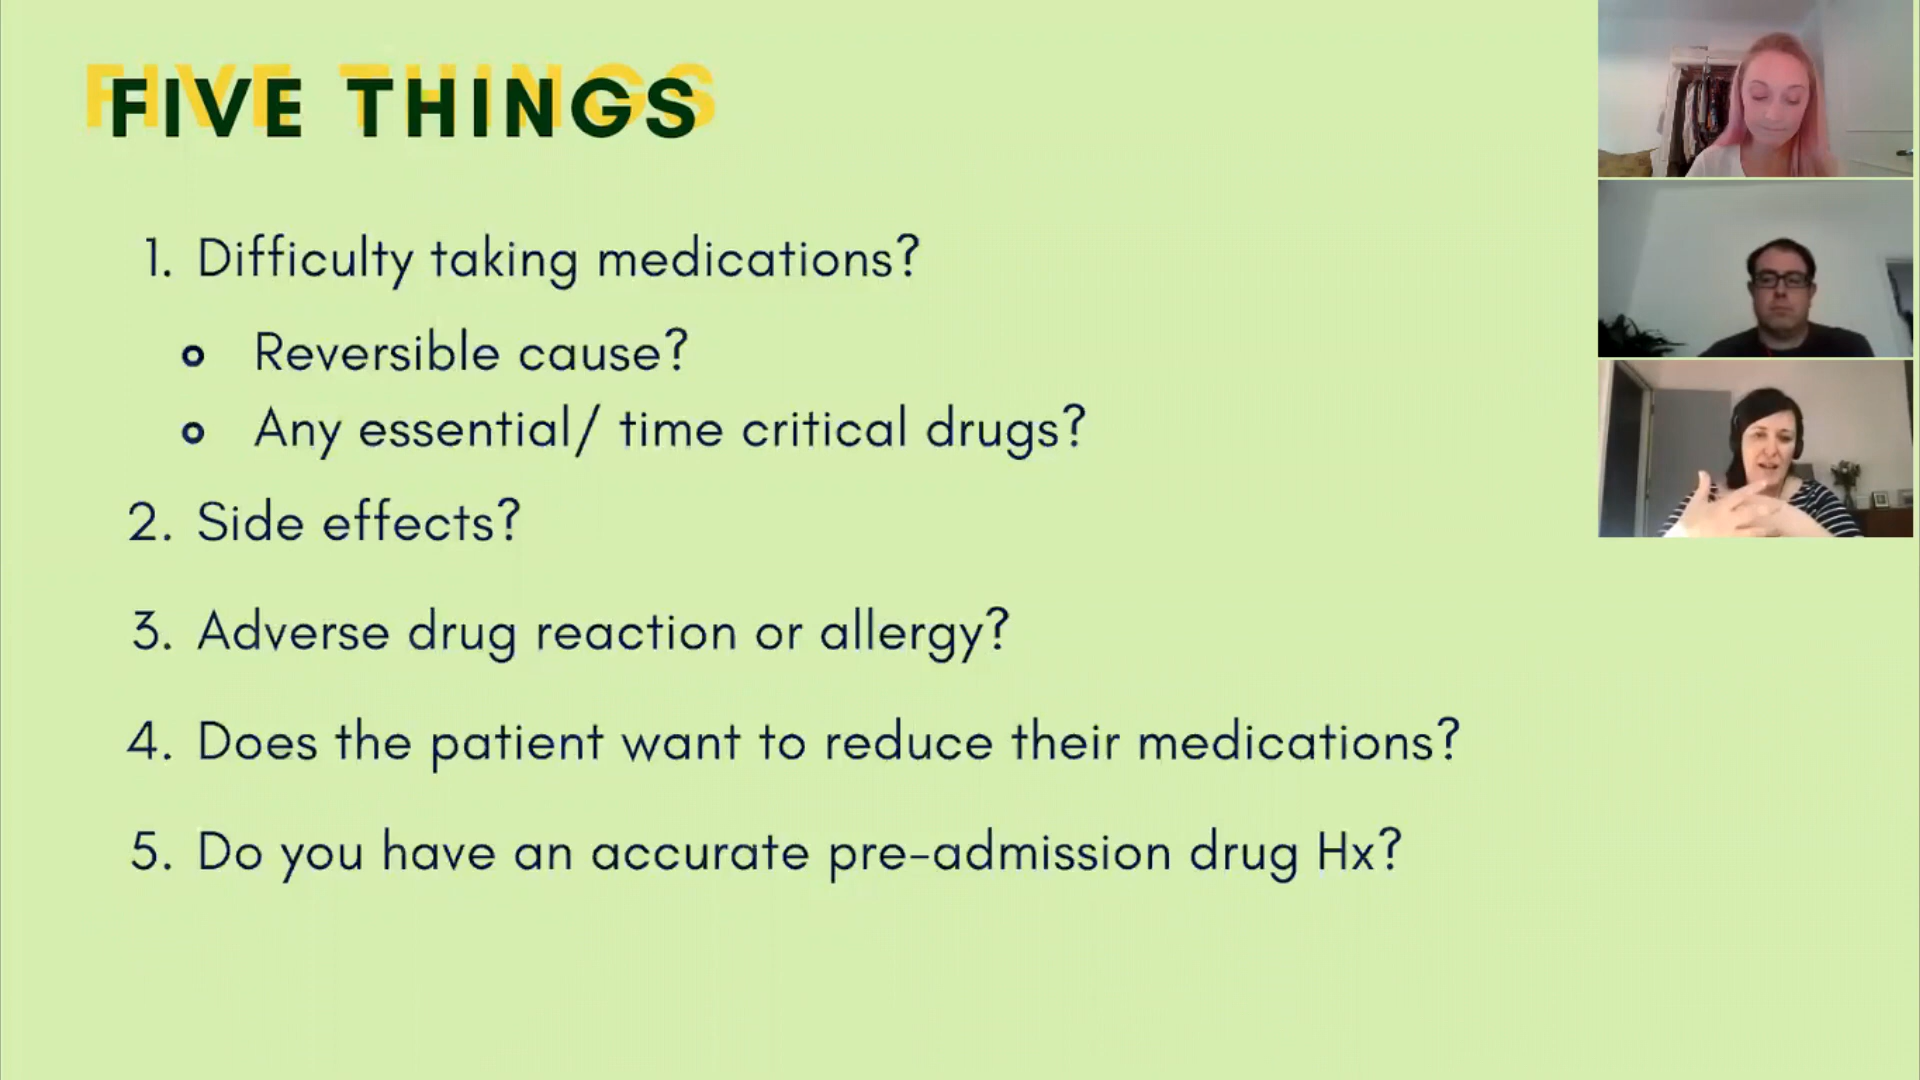 FIVE THINGS
1. Difficulty taking medications?
Reversible cause?
Any essential/ time critical drugs?
2. Side effects?
3. Adverse drug reaction or allergy?
4. Does the patient want to reduce their medications?
5. Do you have an accurate pre-admission drug Hx?